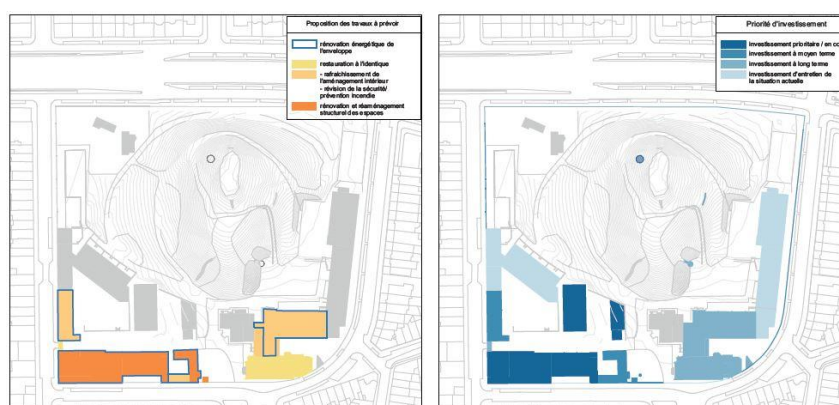 Proposition des travaux à prévoir
rénovation énergétique de
l'enveloppe
restauration à l'identique
- rafraichissement de
l'aménagement intérieur
- révision de la sécurité/
prévention incendie
rénovation et réaménagement
structurel des espaces
Priorité d'investissement
investissement prioritaire / en co
investissement à moyen terme
investissement à long terme
investissement d'entretien de
la situation actuelle